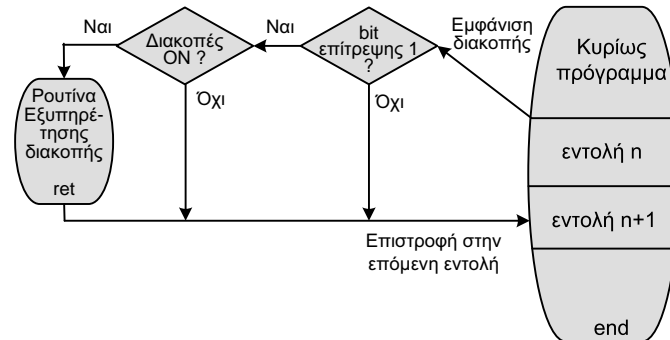 Ναι
Διακοπές
ON ?
Ναι
bit
επίτρεψης 1
?
Εμφάνιση
διακοπής
Κυρίως
πρόγραμμα
Ρουτίνα
Εξυπηρέ-
τησης
διακοπής
ret
Όχι
Όχι
εντολή n
εντολή n+1
Επιστροφή στην
επόμενη εντολή
end